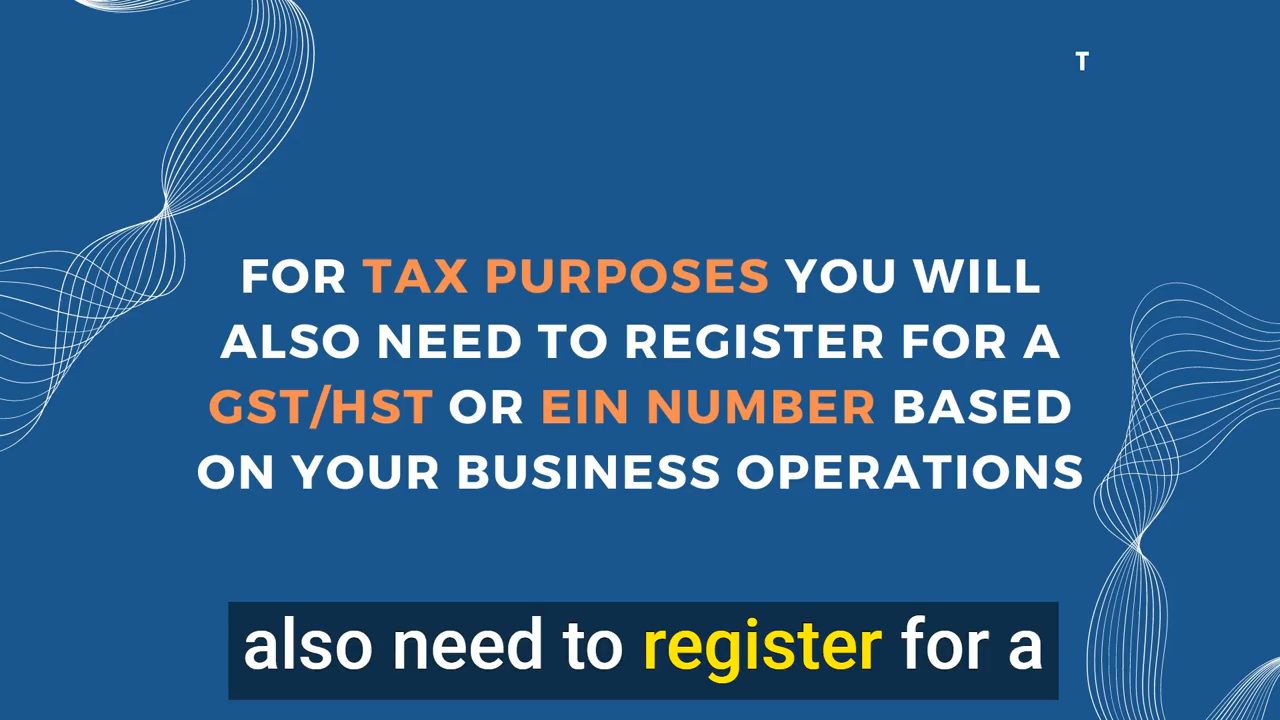 T
FOR TAX PURPOSES YOU WILL
ALSO NEED TO REGISTER FOR A
GST/HST OR EIN NUMBER BASED
ON YOUR BUSINESS OPERATIONS
also need to register for a